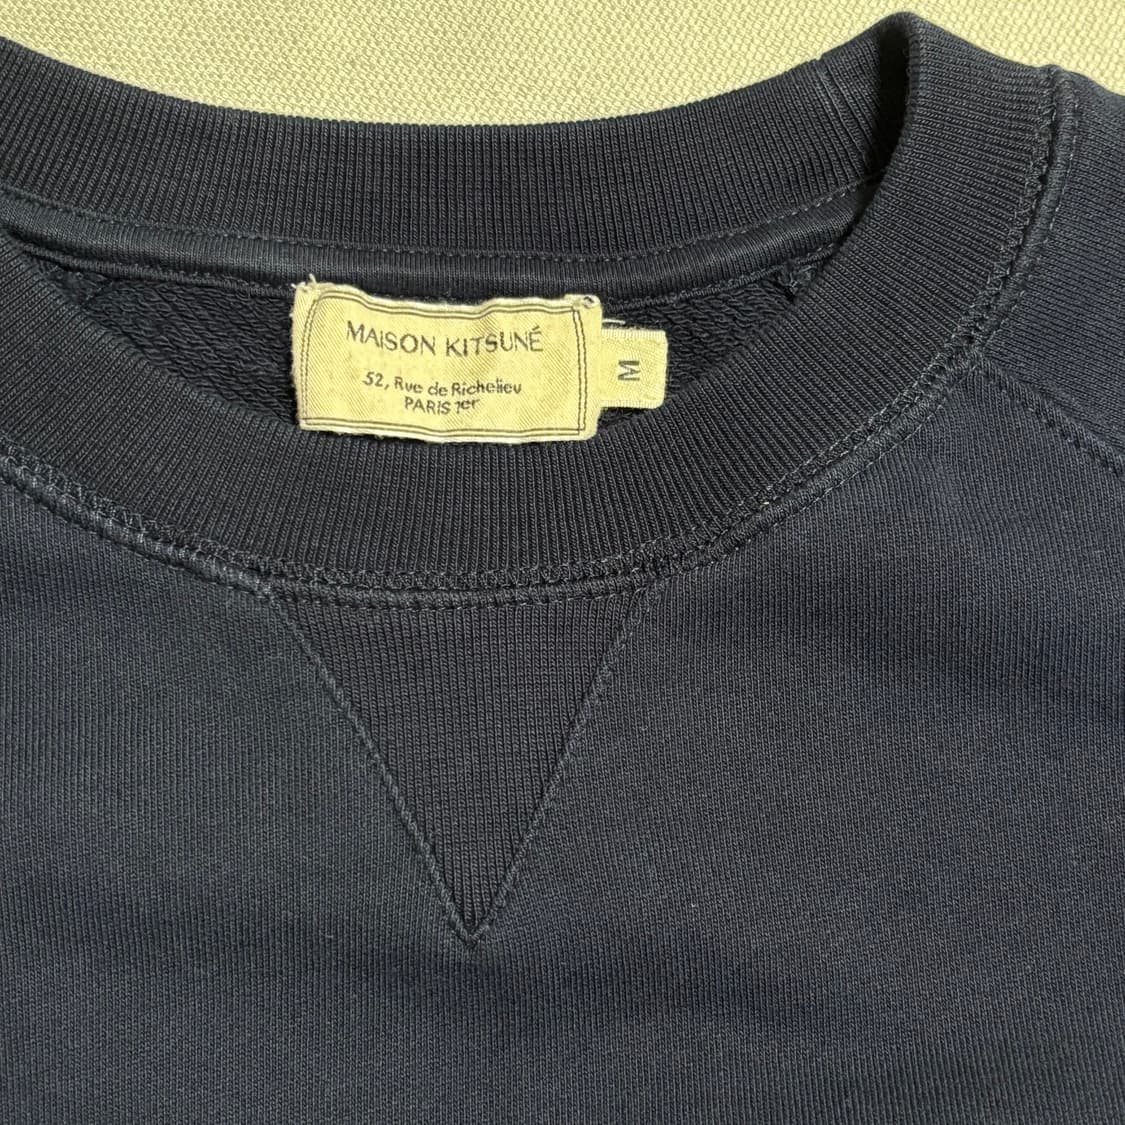 MAISON KITSUNÉ
52, Rue de Richelieu
PARIS 1er
M